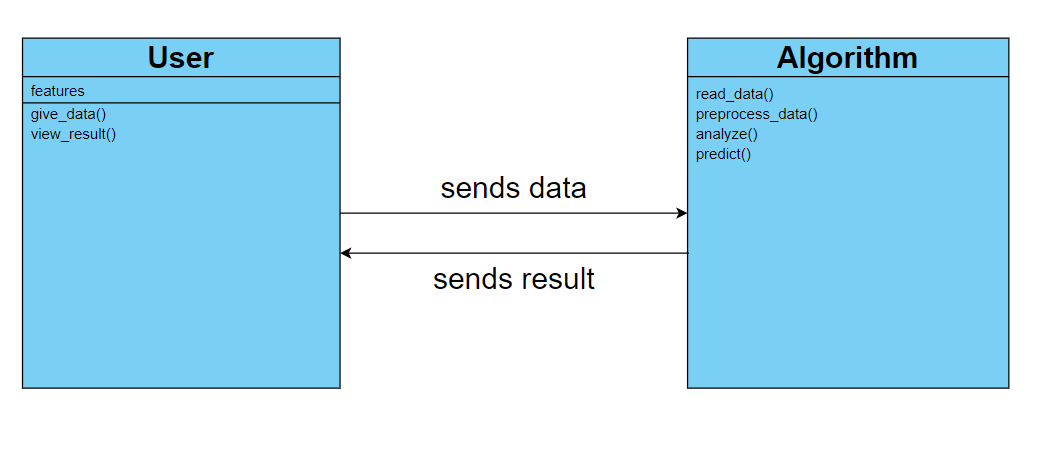 User
features
give_data()
view_result()
sends data
sends result
Algorithm
read_data()
preprocess_data()
analyze()
predict()